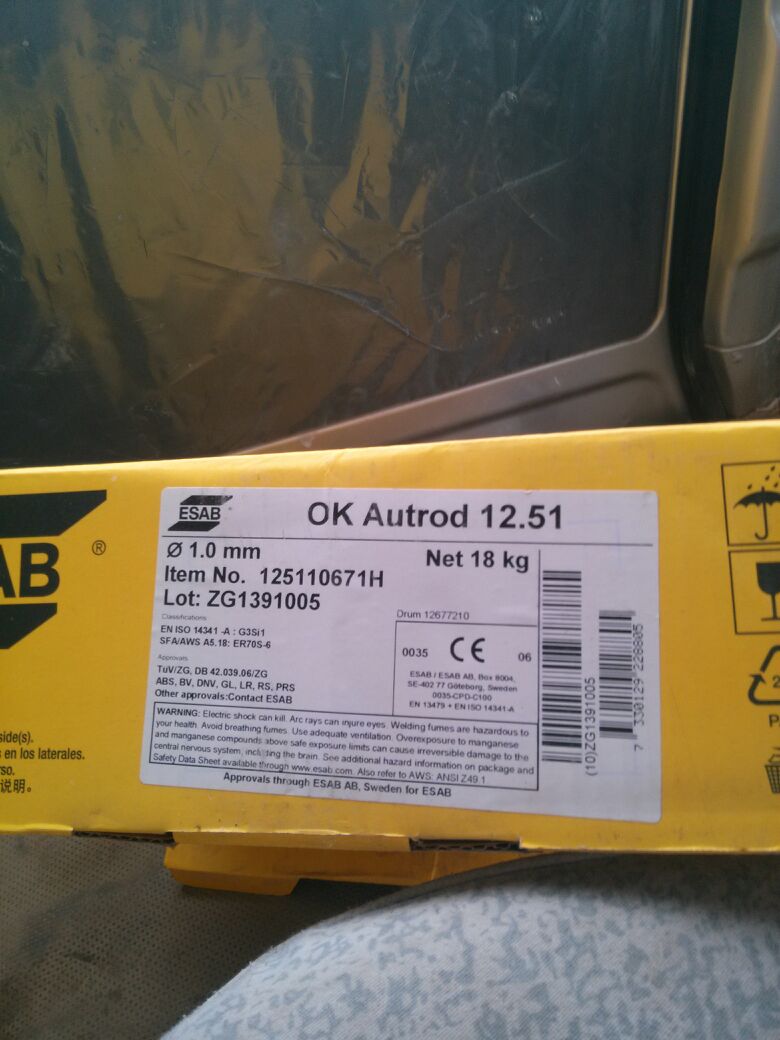 ESAB
OK Autrod 12.51
Ø 1.0 mm
Net 18 kg
Item No. 125110671H
Lot: ZG1391005
Classifications
EN ISO 14341 -A : G3Si1
SFA/AWS A5.18: ER70S-6
Approvals
TüV/ZG, DB 42.039.06/ZG
ABS, BV, DNV, GL, LR, RS, PRS
Other approvals:Contact ESAB
Drum 12677210
0035 CE 06
ESAB / ESAB AB, Box 8004,
SE-402 77 Göteborg, Sweden
0035-CPD-C100
EN 13479 + EN ISO 14341-A
WARNING: Electric shock can kill. Arc rays can injure eyes. Welding fumes are hazardous to
your health. Avoid breathing fumes. Use adequate ventilation. Overexposure to manganese
and manganese compounds above safe exposure limits can cause irreversible damage to the
central nervous system, including the brain. See additional hazard information on package and
Safety Data Sheet available through www.esab.com. Also refer to AWS: ANSI Z49.1
Approvals through ESAB AB, Sweden for ESAB
(10)ZG1391005
7 330129 228805
AB ®
side(s).
s en los laterales.
rso.
说明。